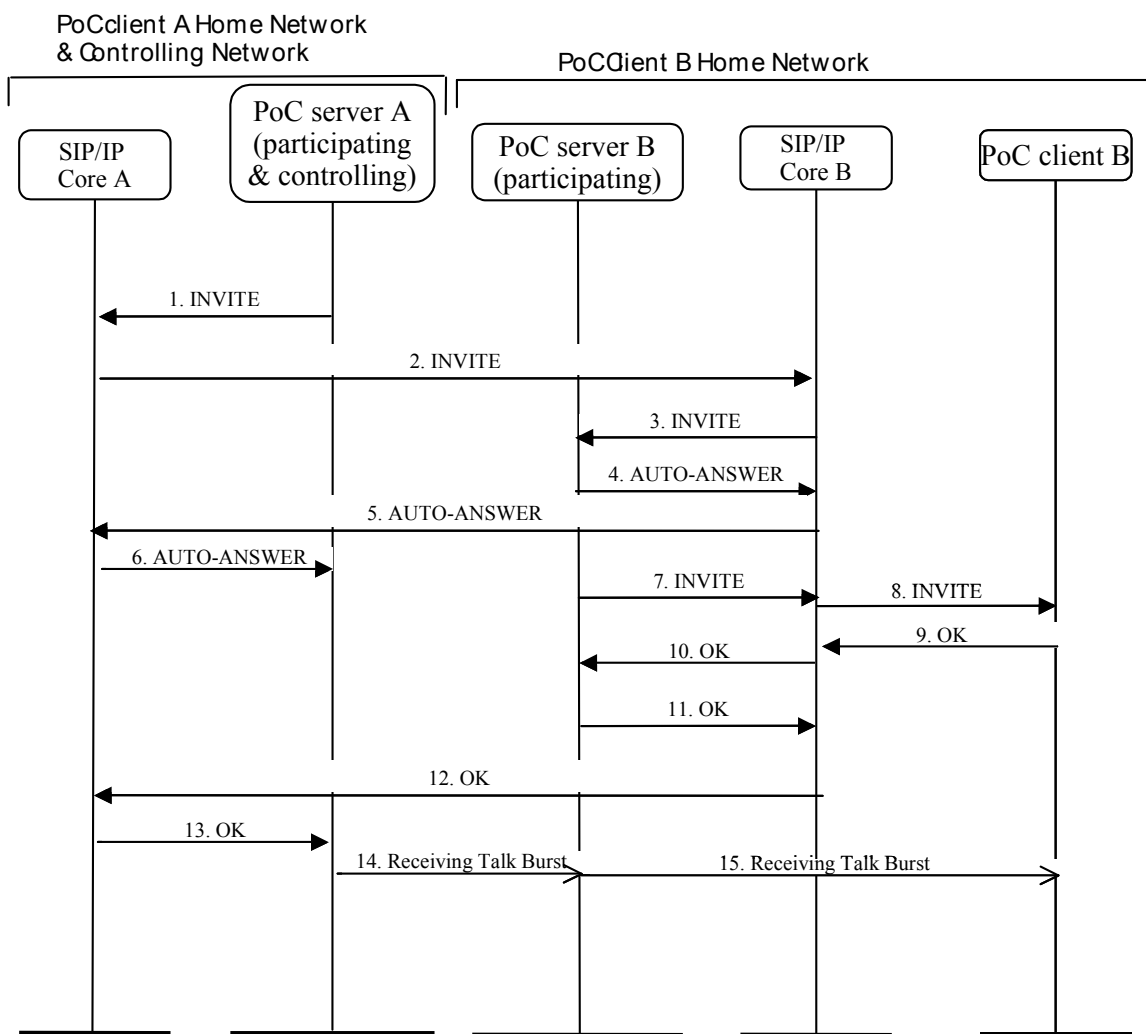 PoCclient A Home Network
& Controlling Network
PoCClient B Home Network
SIP/IP
Core A
PoC server A
(participating
& controlling)
PoC server B
(participating)
SIP/IP
Core B
PoC client B
1. INVITE
2. INVITE
3. INVITE
4. AUTO-ANSWER
5. AUTO-ANSWER
6. AUTO-ANSWER
7. INVITE
8. INVITE
9. OK
10. OK
11. OK
12. OK
13. OK
14. Receiving Talk Burst
15. Receiving Talk Burst